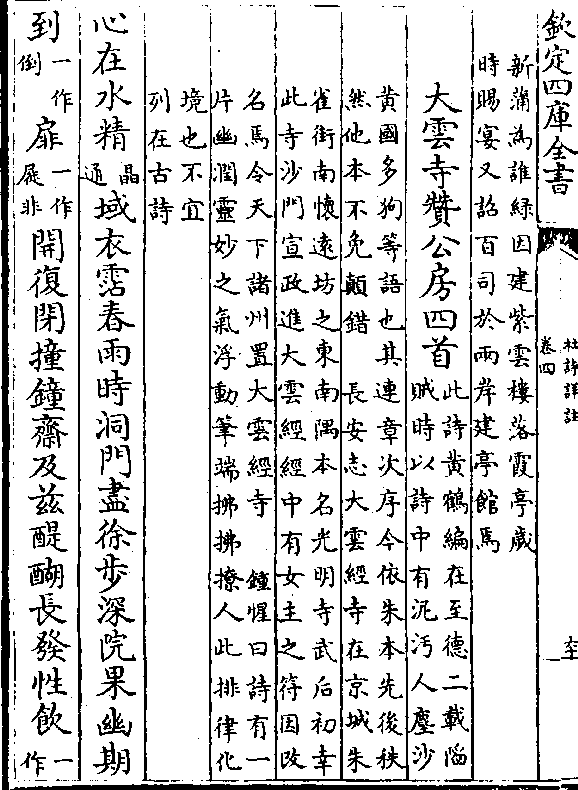 欽定四庫全書
杜詩詳註
卷四
新蒲為誰綠因建紫雲樓落霞亭歲
時賜宴又詔百司於兩岸建亭館焉
大雲寺贊公房四首
此詩黃鶴編在至德二載陷
賊時以詩中有泥污人塵沙
黃國多狗等語也其連章次序今依朱本先後秩
然他本不免顛錯 長安志大雲經寺在京城朱
雀街南懷遠坊之東南隅本名光明寺武后初幸
此寺沙門宣政進大雲經經中有女主之符因改
名焉令天下諸州置大雲經寺 鐘惺曰詩有一
片幽潤靈妙之氣浮動筆端拂拂撩人此排律化
境也不宜
列在古詩
心在水精
晶
通
域衣霑春雨時洞門盡徐步深院果幽期
到
一作
倒
扉
一作
屐非
開復閉撞鐘齋及茲醍醐長發性飲
一
作